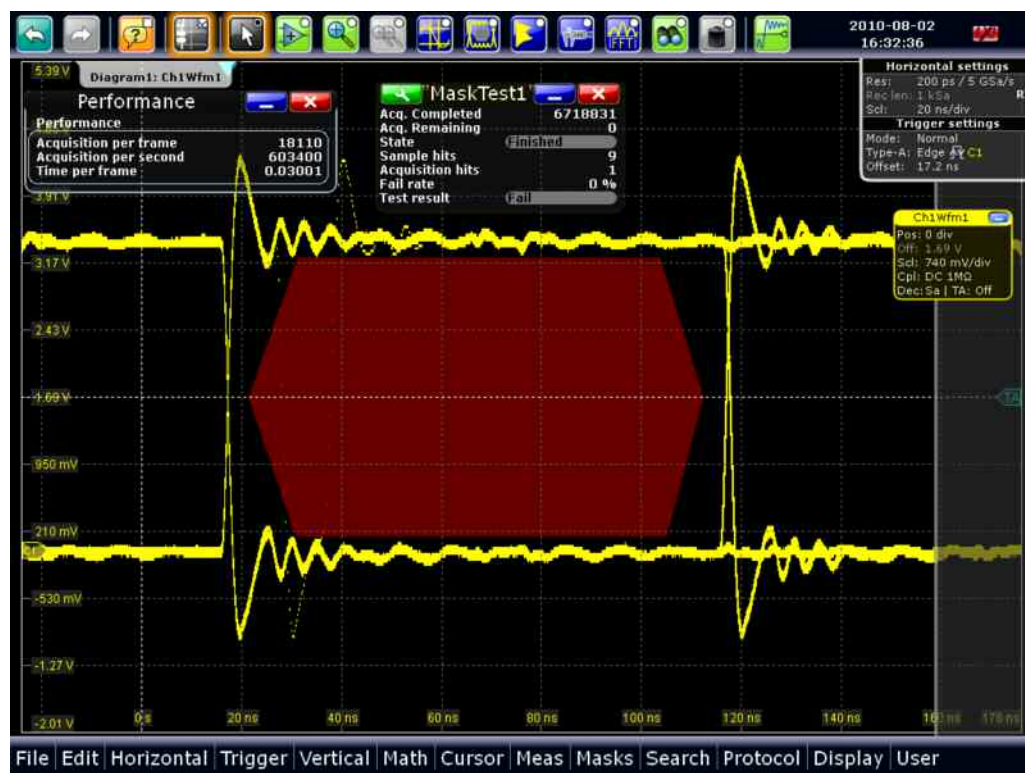 ?
FFT
2010-08-02
16:32:36
5.39 V
Diagram1: Ch1Wfm1
Performance
Performance
Acquisition per frame 18110
Acquisition per second 603400
Time per frame 0.03001
MaskTest1
Acq. Completed 6718831
Acq. Remaining 0
State Finished
Sample hits 9
Acquisition hits 1
Fail rate 0 %
Test result Fail
Horizontal settings
Res: 200 ps / 5 GSa/s
Rec len: 1 kSa R
Scl: 20 ns/div
Trigger settings
Mode: Normal
Type-A: Edge C1
Offset: 17.2 ns
3.91 V
Ch1Wfm1
Pos: 0 div
Off: 1.69 V
Scl: 740 mV/div
Cpl: DC 1MΩ
Dec: Sa | TA: Off
3.17 V
2.43 V
1.69 V
TA
950 mV
210 mV
-530 mV
-1.27 V
-2.01 V
0 s 20 ns 40 ns 60 ns 80 ns 100 ns 120 ns 140 ns 160 ns 178 ns
File Edit Horizontal Trigger Vertical Math Cursor Meas Masks Search Protocol Display User